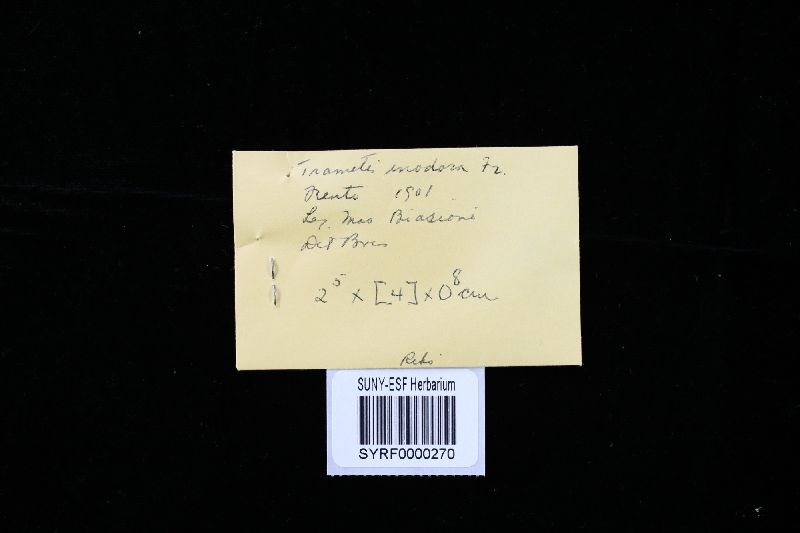 Trametes inodora Fr.
Trento 1901
Leg. Mas Biasioni
Det Bres
2⁵ × [4] × 0⁸ cm
SUNY-ESF Herbarium
SYRF0000270